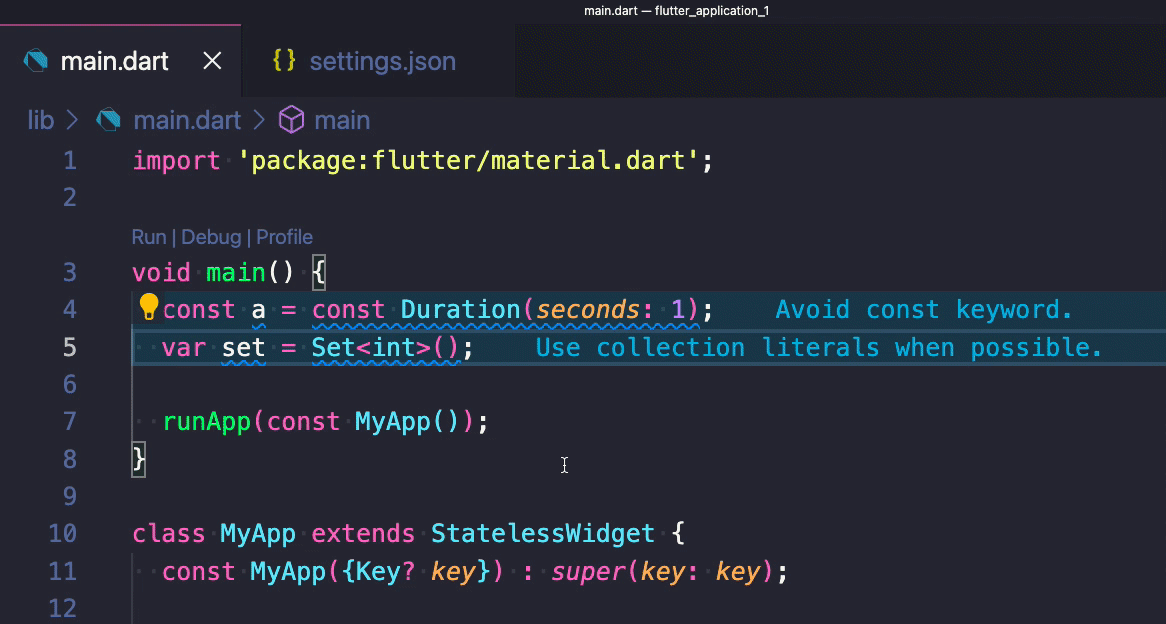 main.dart — flutter_application_1
main.dart × {} settings.json
lib > main.dart > main
1 import 'package:flutter/material.dart';
2
Run | Debug | Profile
3 void main() {
4 const a = const Duration(seconds: 1); Avoid const keyword.
5 var set = Set<int>(); Use collection literals when possible.
6
7 runApp(const MyApp());
8 }
9
10 class MyApp extends StatelessWidget {
11 const MyApp({Key? key}) : super(key: key);
12